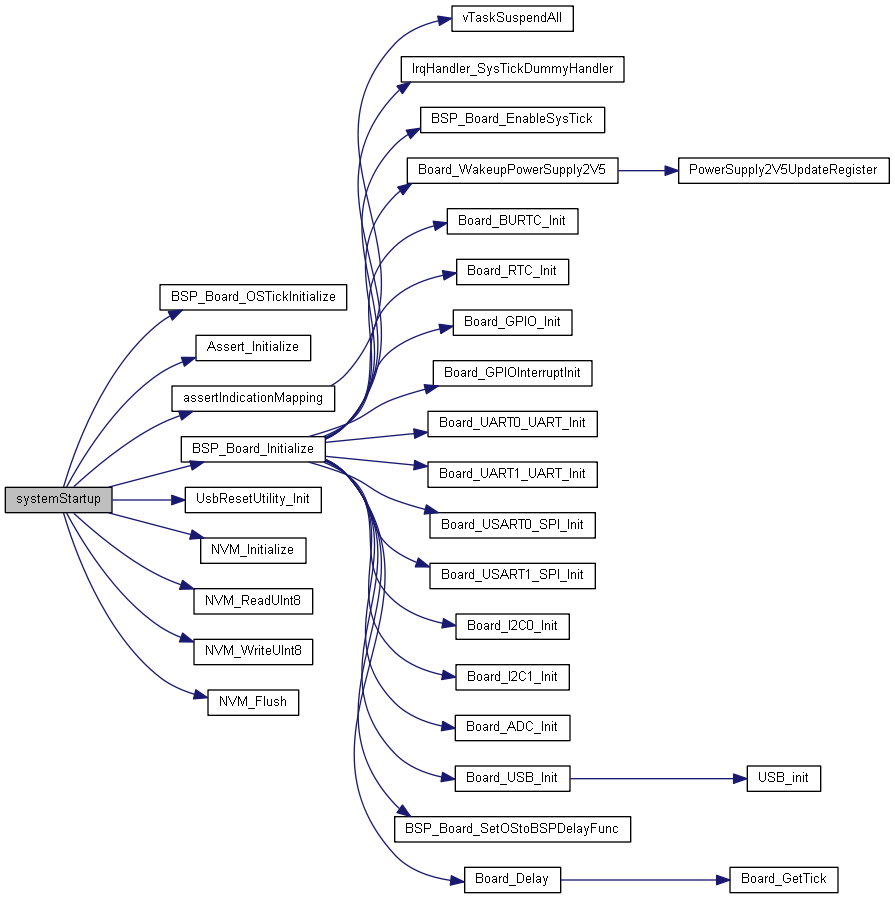 vTaskSuspendAll
IrqHandler_SysTickDummyHandler
BSP_Board_EnableSysTick
Board_WakeupPowerSupply2V5
PowerSupply2V5UpdateRegister
Board_BURTC_Init
Board_RTC_Init
BSP_Board_OSTickInitialize
Board_GPIO_Init
Assert_Initialize
Board_GPIOInterruptInit
assertIndicationMapping
Board_UART0_UART_Init
BSP_Board_Initialize
Board_UART1_UART_Init
systemStartup
UsbResetUtility_Init
Board_USART0_SPI_Init
NVM_Initialize
Board_USART1_SPI_Init
NVM_ReadUInt8
Board_I2C0_Init
NVM_WriteUInt8
Board_I2C1_Init
NVM_Flush
Board_ADC_Init
Board_USB_Init
USB_init
BSP_Board_SetOStoBSPDelayFunc
Board_Delay
Board_GetTick